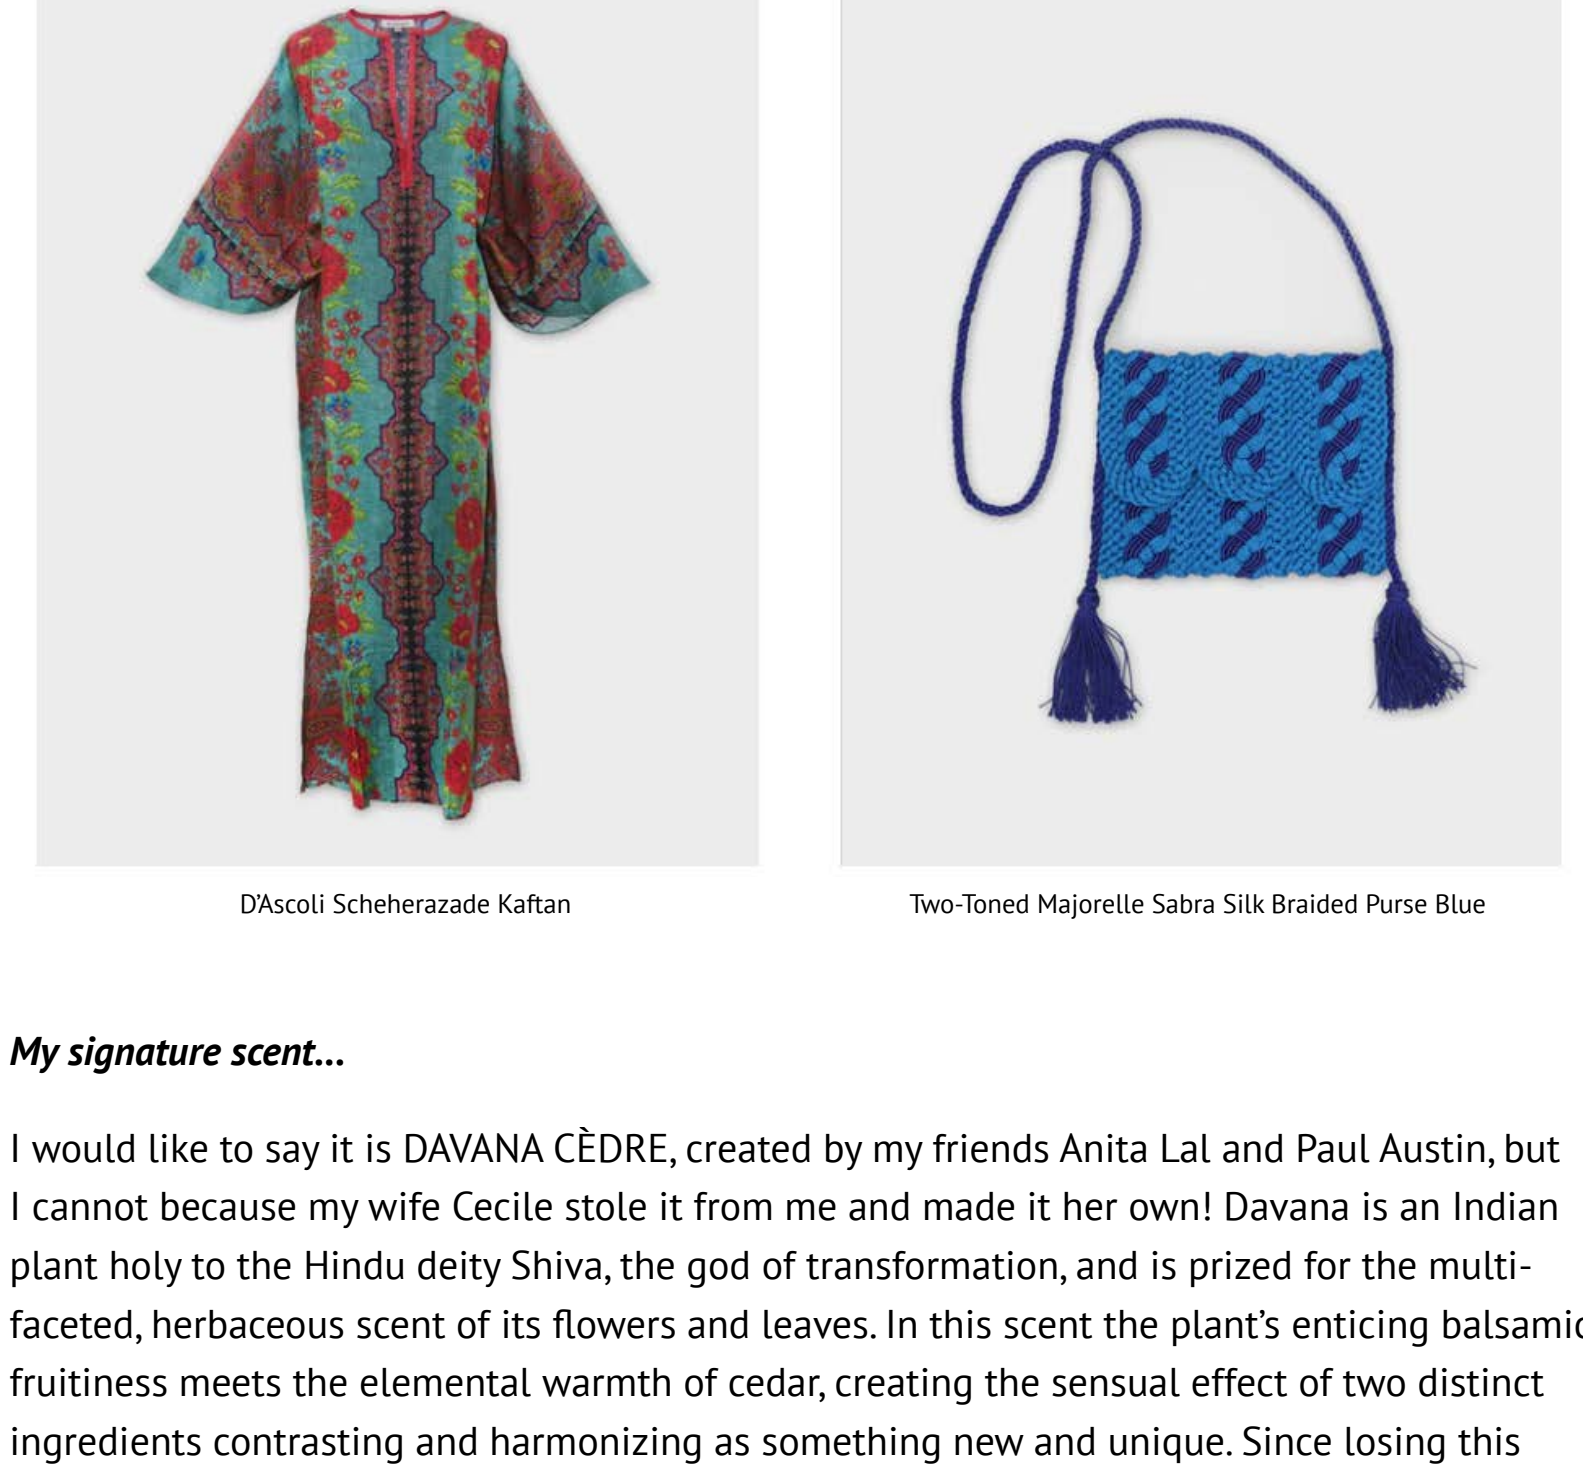 D’Ascoli Scheherazade Kaftan
Two-Toned Majorelle Sabra Silk Braided Purse Blue
My signature scent...
I would like to say it is DAVANA CÈDRE, created by my friends Anita Lal and Paul Austin, but
I cannot because my wife Cecile stole it from me and made it her own! Davana is an Indian
plant holy to the Hindu deity Shiva, the god of transformation, and is prized for the multi-
faceted, herbaceous scent of its flowers and leaves. In this scent the plant’s enticing balsamic
fruitiness meets the elemental warmth of cedar, creating the sensual effect of two distinct
ingredients contrasting and harmonizing as something new and unique. Since losing this